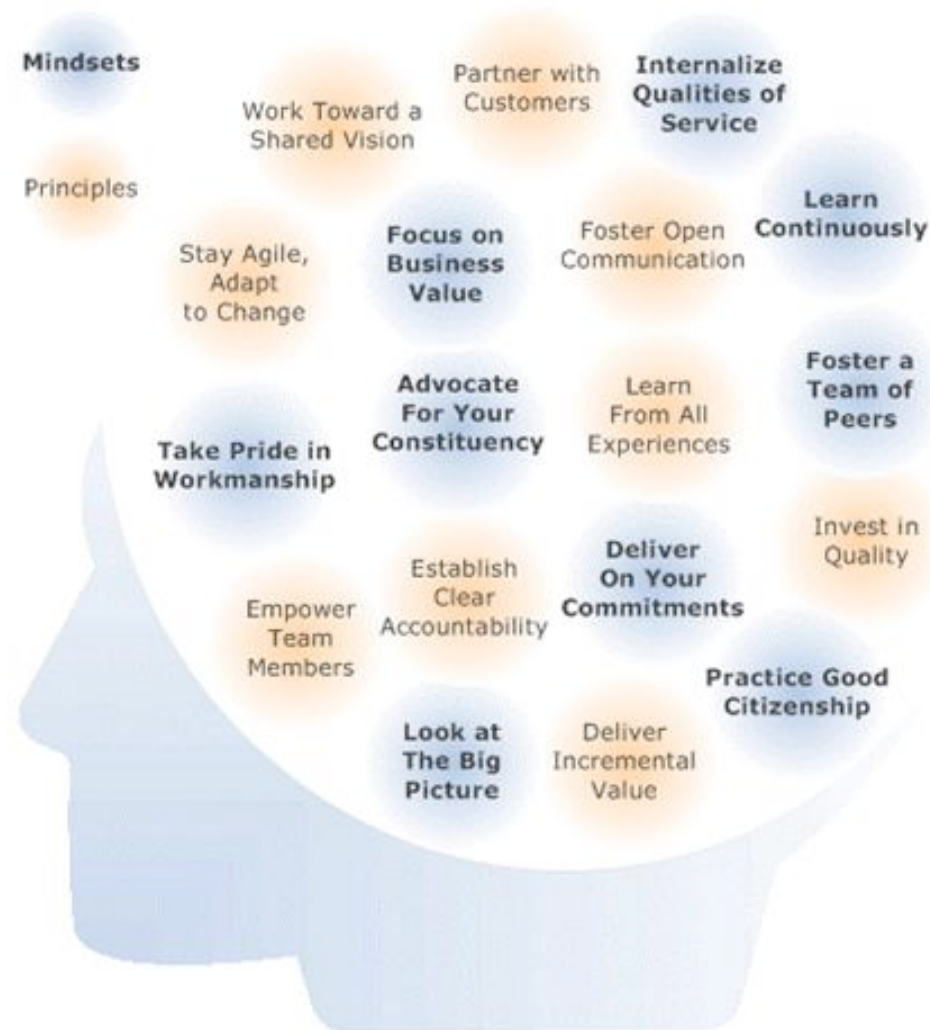 Mindsets
Principles
Work Toward a
Shared Vision
Partner with
Customers
Internalize
Qualities of
Service
Learn
Continuously
Stay Agile,
Adapt
to Change
Focus on
Business
Value
Foster Open
Communication
Foster a
Team of
Peers
Take Pride in
Workmanship
Advocate
For Your
Constituency
Learn
From All
Experiences
Invest in
Quality
Empower
Team
Members
Establish
Clear
Accountability
Deliver
On Your
Commitments
Practice Good
Citizenship
Look at
The Big
Picture
Deliver
Incremental
Value